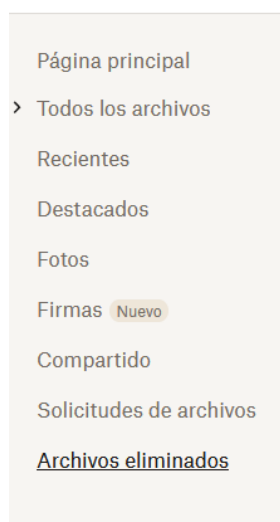 Página principal
Todos los archivos
Recientes
Destacados
Fotos
Firmas Nuevo
Compartido
Solicitudes de archivos
Archivos eliminados